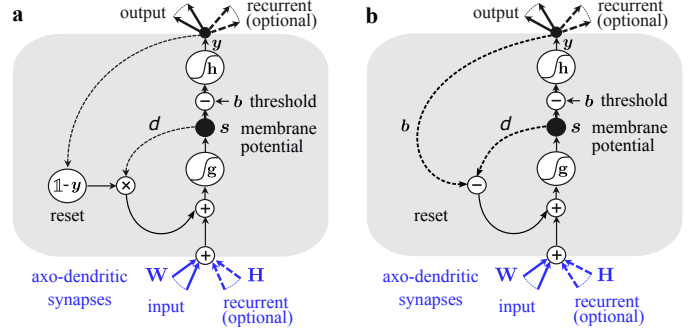 a
output
recurrent
(optional)
y
h
−
b threshold
d
s membrane
potential
g
𝟙-y
×
reset
+
+
axo-dendritic
synapses
W
H
input
recurrent
(optional)
b
output
recurrent
(optional)
y
h
−
b threshold
b
d
s membrane
potential
g
−
reset
+
+
axo-dendritic
synapses
W
H
input
recurrent
(optional)